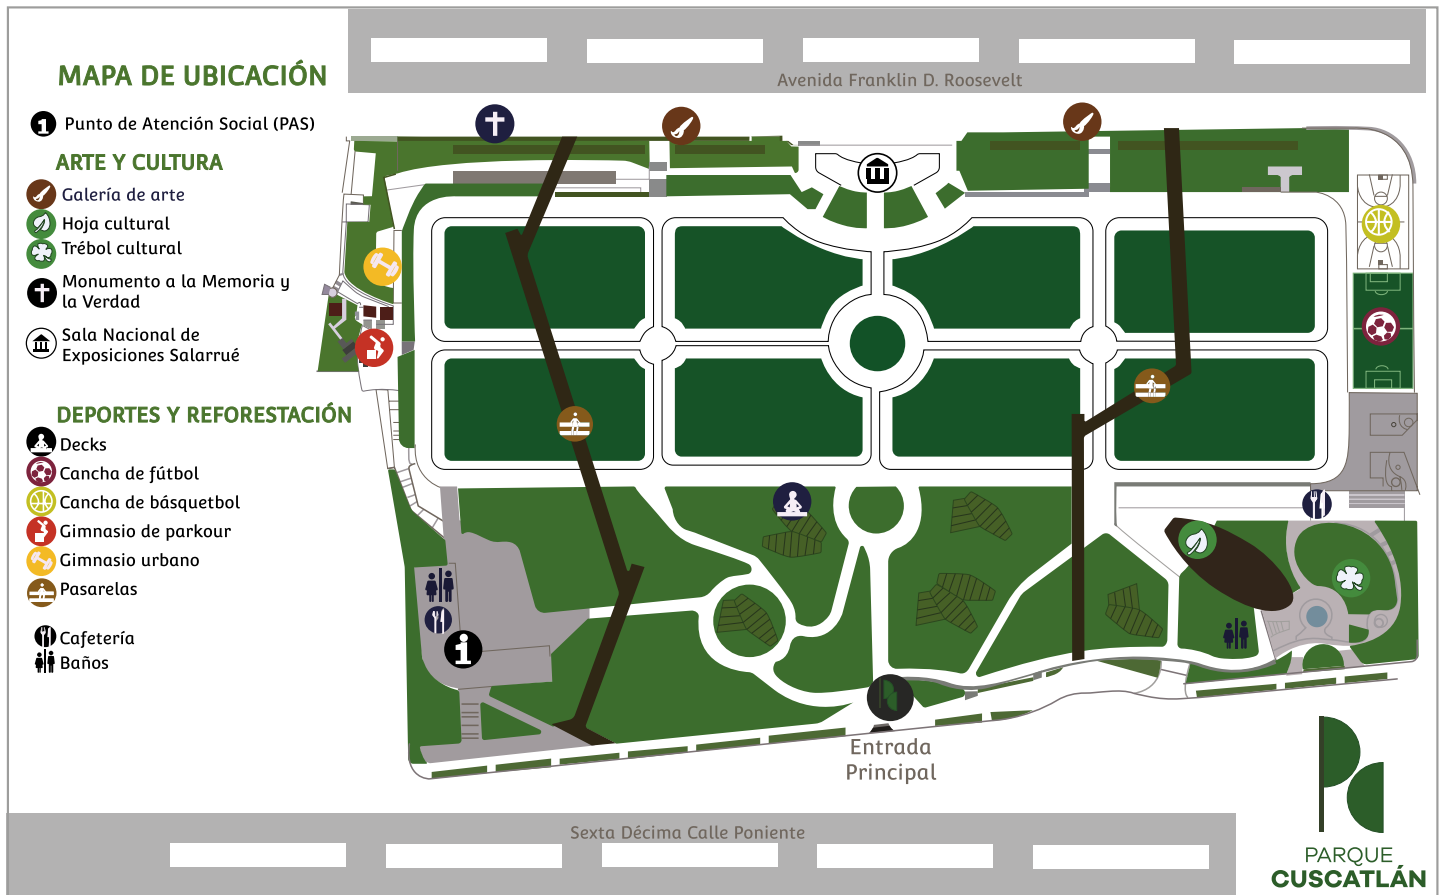 MAPA DE UBICACIÓN
Punto de Atención Social (PAS)
ARTE Y CULTURA
Galería de arte
Hoja cultural
Trébol cultural
Monumento a la Memoria y
la Verdad
Sala Nacional de
Exposiciones Salarrué
DEPORTES Y REFORESTACIÓN
Decks
Cancha de fútbol
Cancha de básquetbol
Gimnasio de parkour
Gimnasio urbano
Pasarelas
Cafetería
Baños
Avenida Franklin D. Roosevelt
Entrada
Principal
Sexta Décima Calle Poniente
PARQUE
CUSCATLÁN